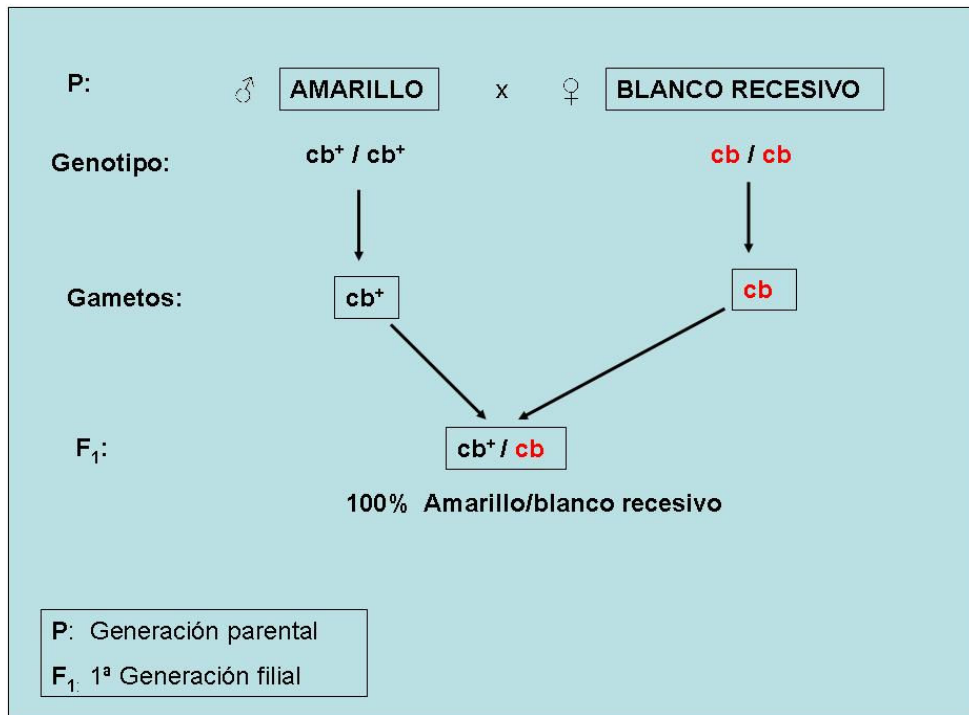 P: ♂ AMARILLO x ♀ BLANCO RECESIVO
Genotipo: cb⁺ / cb⁺ cb / cb
Gametos: cb⁺ cb
F₁: cb⁺ / cb
100% Amarillo/blanco recesivo
P: Generación parental
F₁: 1ª Generación filial